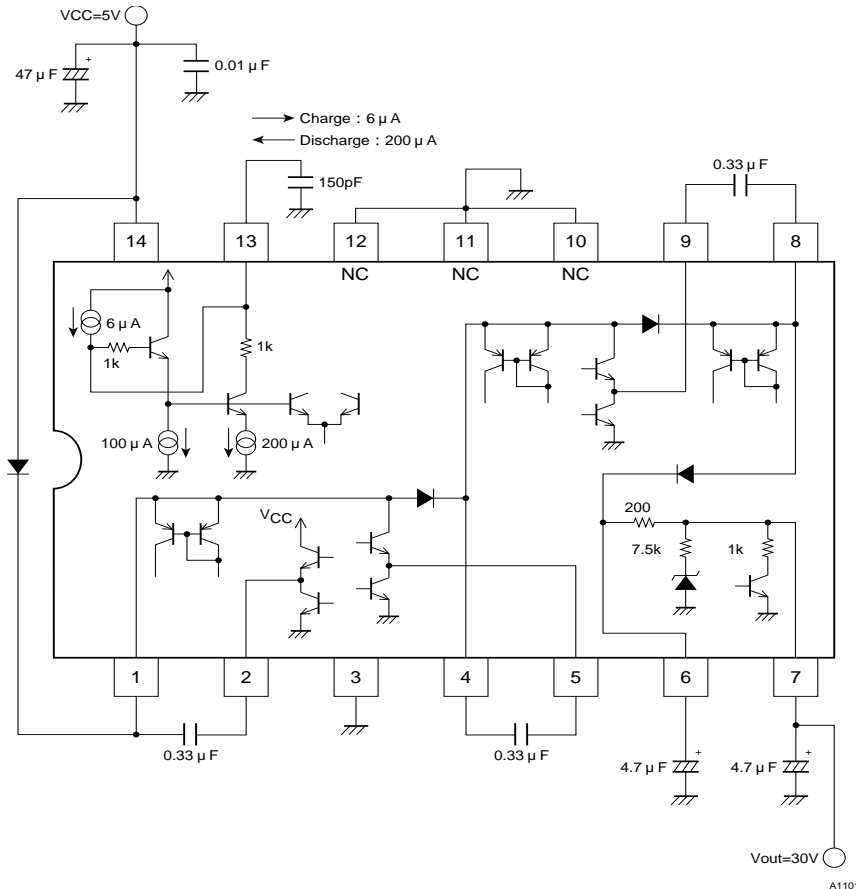 VCC=5V
47 µ F
+
0.01 µ F
Charge : 6 µ A
Discharge : 200 µ A
150pF
0.33 µ F
14
13
12
11
10
9
8
NC
NC
NC
6 µ A
1k
1k
100 µ A
200 µ A
VCC
200
7.5k
1k
1
2
3
4
5
6
7
0.33 µ F
0.33 µ F
4.7 µ F
+
4.7 µ F
+
Vout=30V